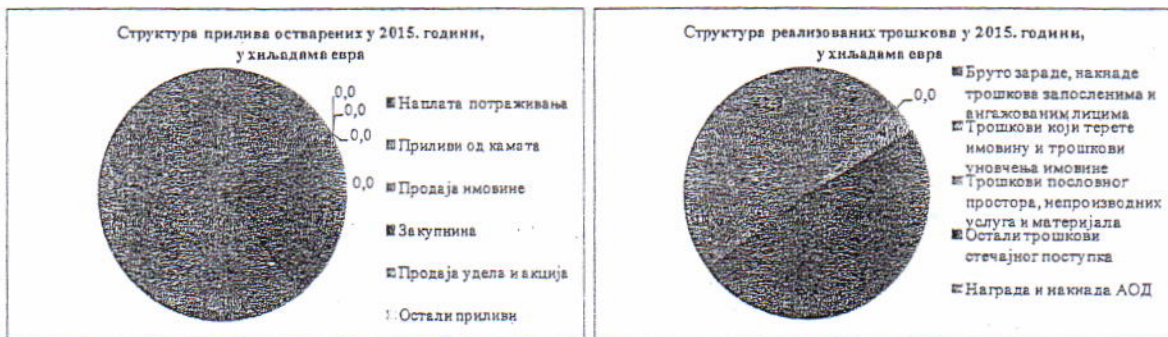 Структура прилива остварених у 2015. години,
у хиљадама евра
0,0
0,0
0,0
0,0
Наплата потраживања
Приливи од камата
Продаја имовине
Закупнина
Продаја удела и акција
Остали приливи
Структура реализованих трошкова у 2015. години,
у хиљадама евра
0,0
Бруто зараде, накнаде
трошкова запосленима и
ангажованим лицима
Трошкови који терете
имовину и трошкови
уновчења имовине
Трошкови пословног
простора, непроизводних
услуга и материјала
Остали трошкови
стечајног поступка
Награда и накнада АОД